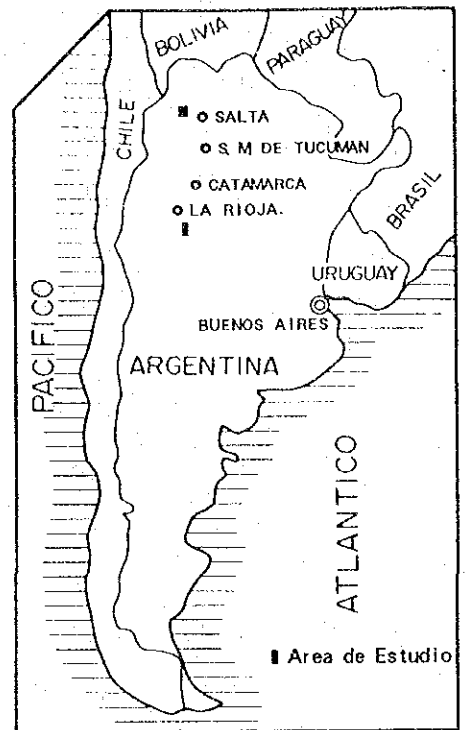 BOLIVIA
PARAGUAY
CHILE
SALTA
S. M DE TUCUMAN
CATAMARCA
LA RIOJA.
BRASIL
URUGUAY
BUENOS AIRES
PACIFICO
ARGENTINA
ATLANTICO
Area de Estudio